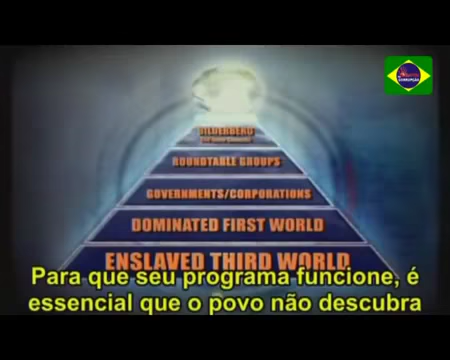 BILDERBERG
ROUNDTABLE GROUPS
GOVERNMENTS/CORPORATIONS
DOMINATED FIRST WORLD
ENSLAVED THIRD WORLD
Para que seu programa funcione, é
essencial que o povo não descubra